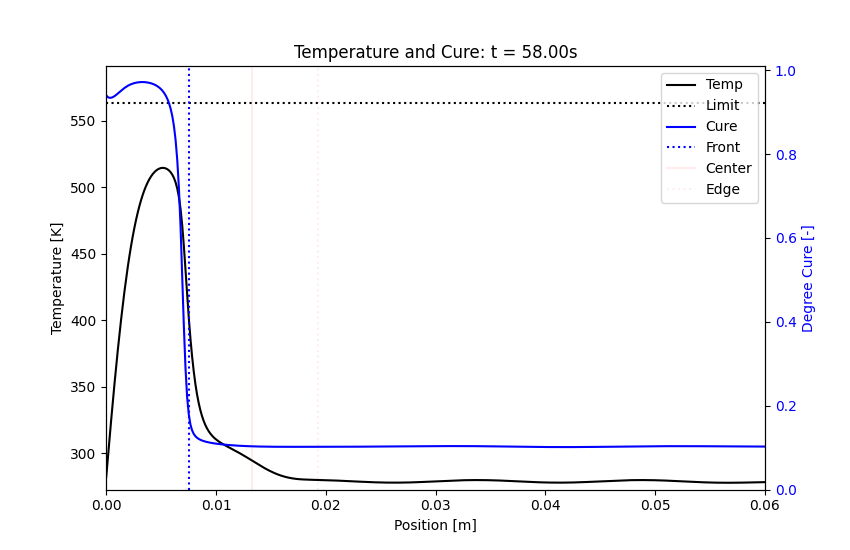 Temperature and Cure: t = 58.00s
Temp
Limit
Cure
Front
Center
Edge
Temperature [K]
550
500
450
400
350
300
1.0
0.8
0.6
0.4
0.2
0.0
Degree Cure [-]
0.00
0.01
0.02
0.03
0.04
0.05
0.06
Position [m]